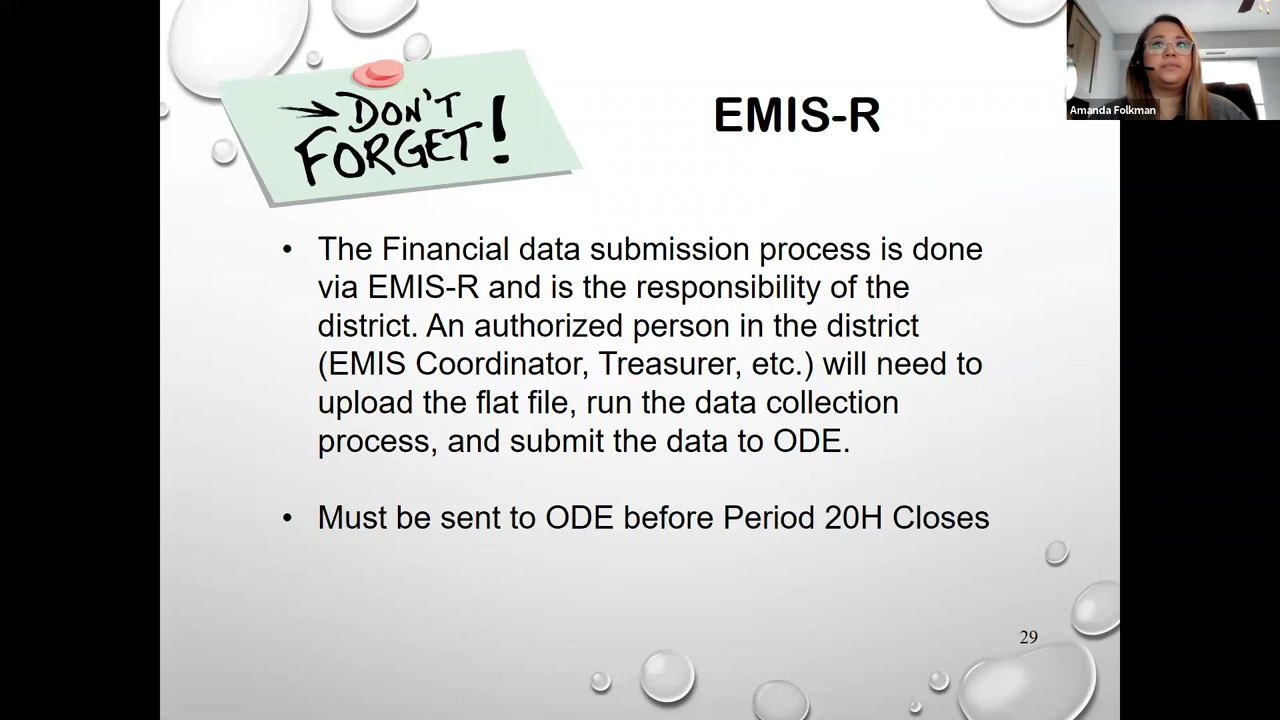 DON'T
FORGET!
EMIS-R
Amanda Folkman
• The Financial data submission process is done
via EMIS-R and is the responsibility of the
district. An authorized person in the district
(EMIS Coordinator, Treasurer, etc.) will need to
upload the flat file, run the data collection
process, and submit the data to ODE.
• Must be sent to ODE before Period 20H Closes
29